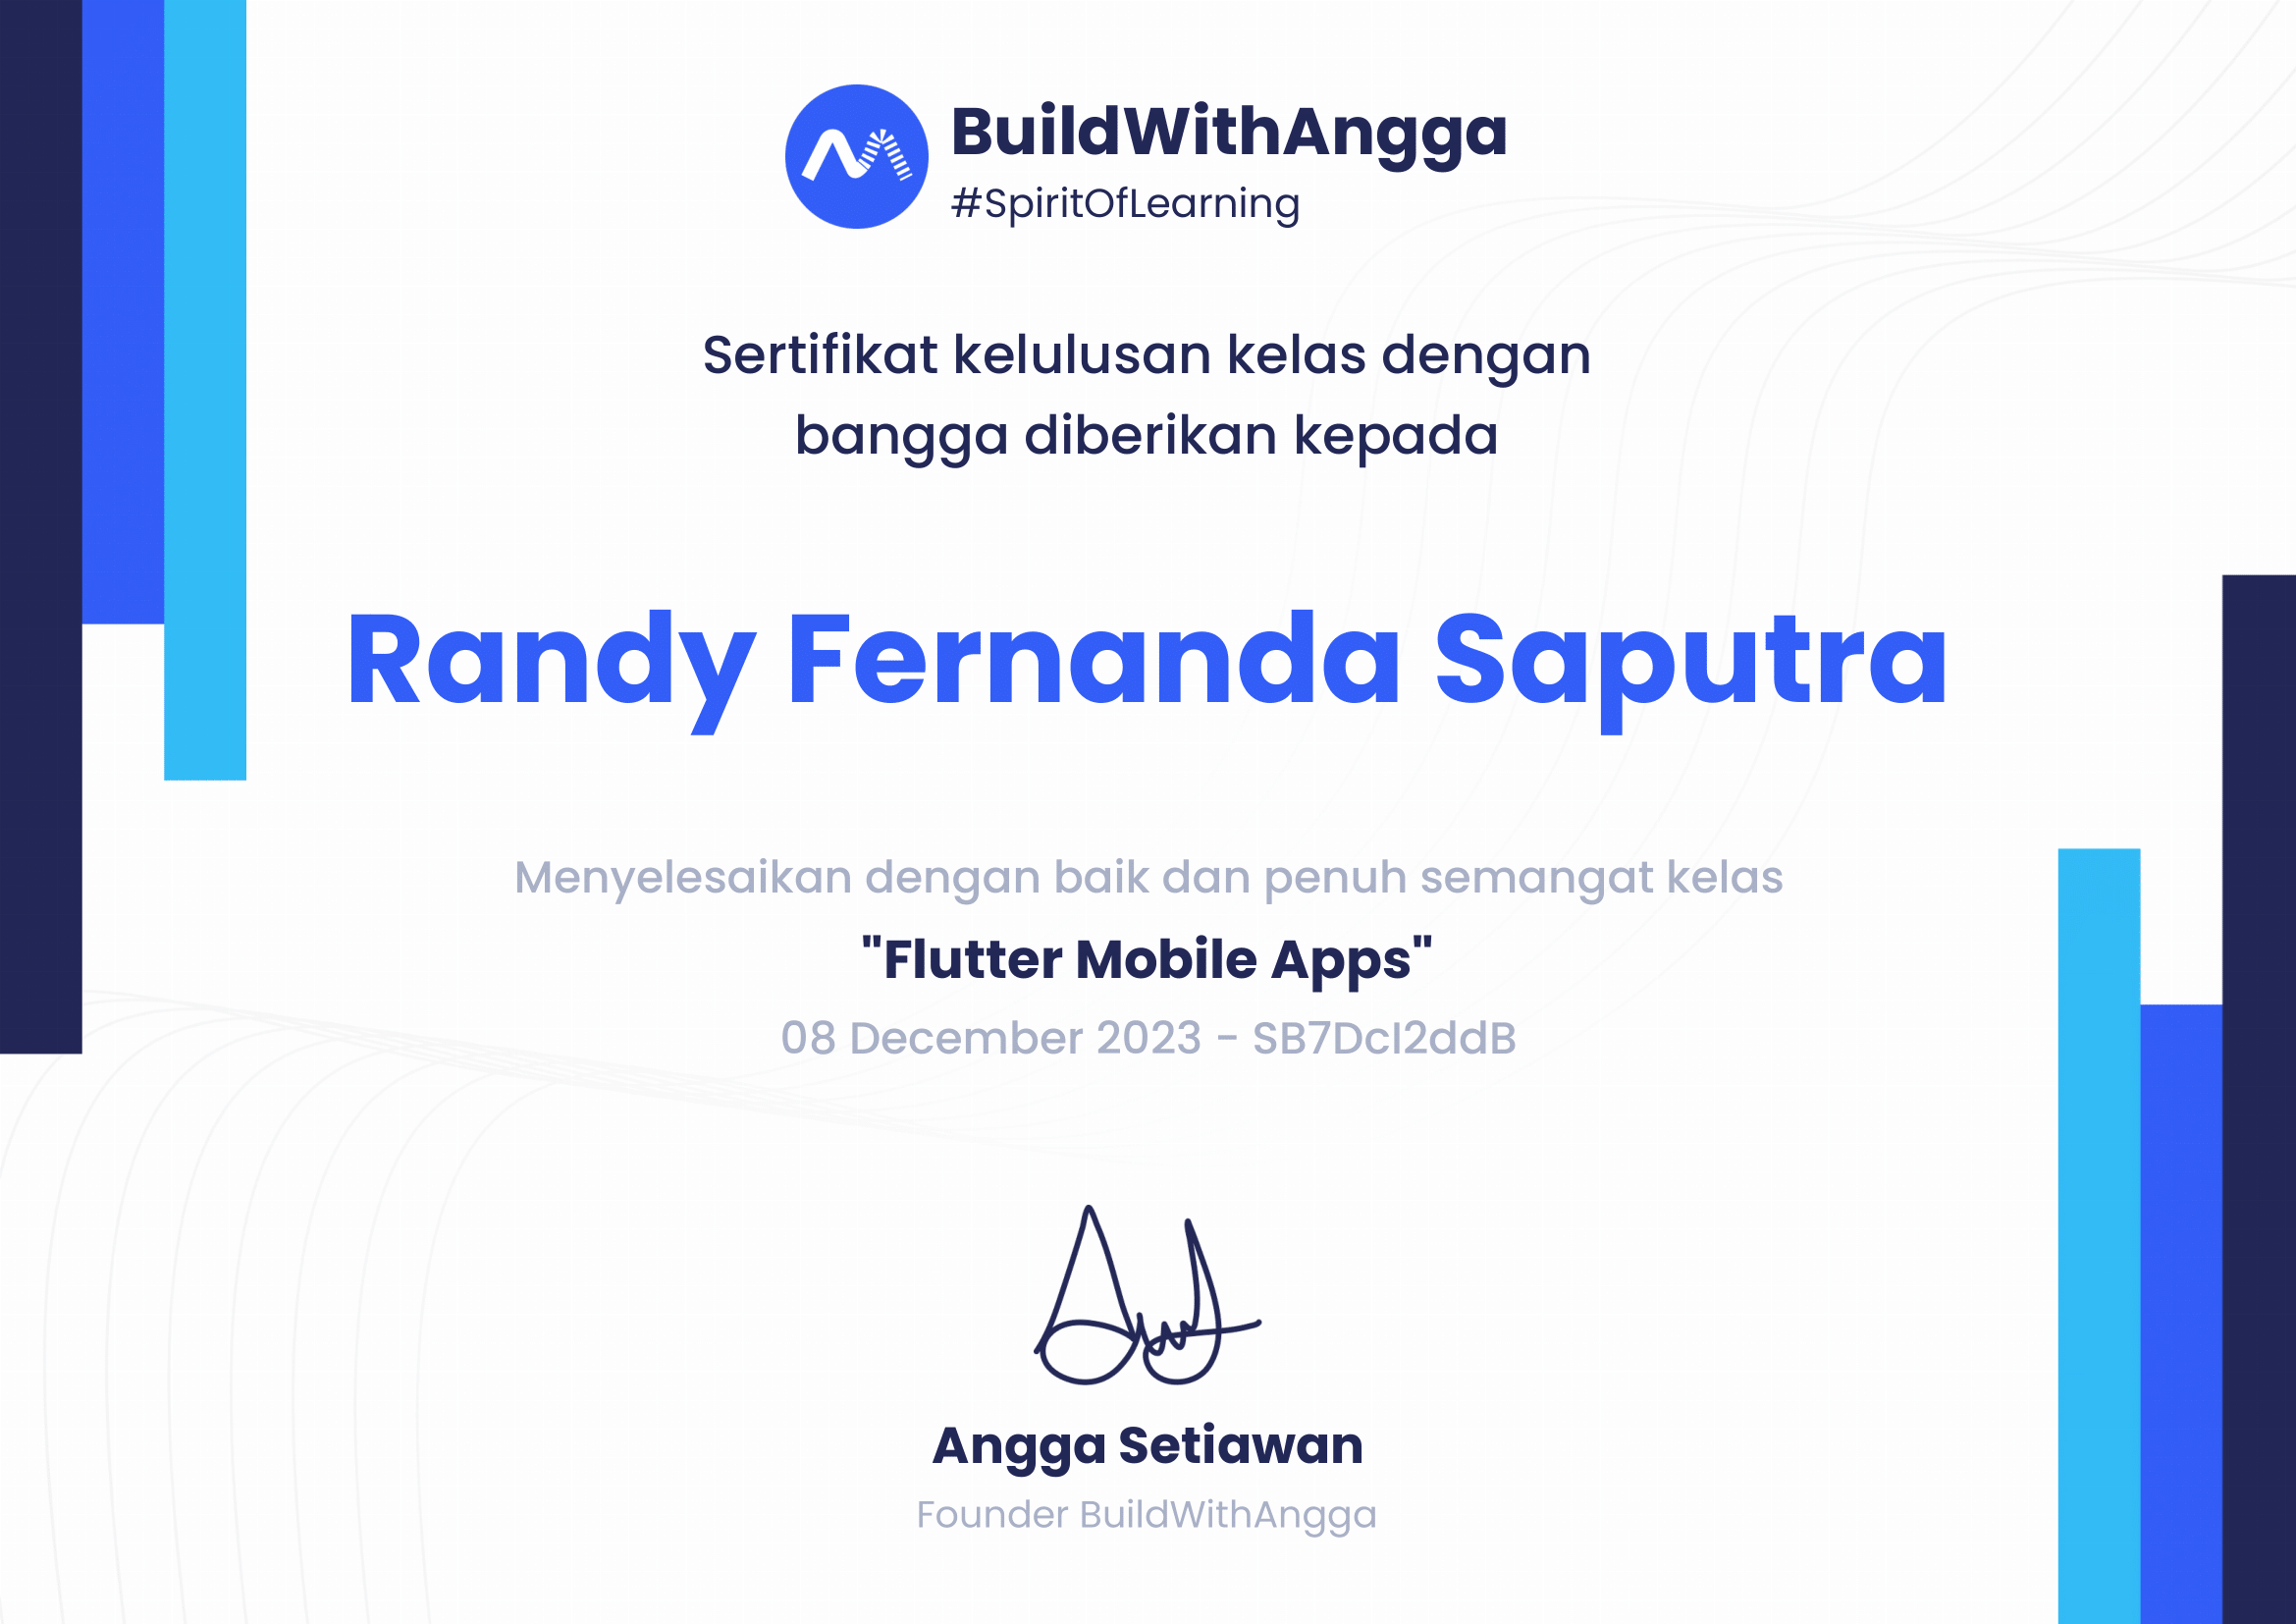 BuildWithAngga
#SpiritOfLearning
Sertifikat kelulusan kelas dengan
bangga diberikan kepada
Randy Fernanda Saputra
Menyelesaikan dengan baik dan penuh semangat kelas
"Flutter Mobile Apps"
08 December 2023 - SB7DcI2ddB
Angga Setiawan
Founder BuildWithAngga